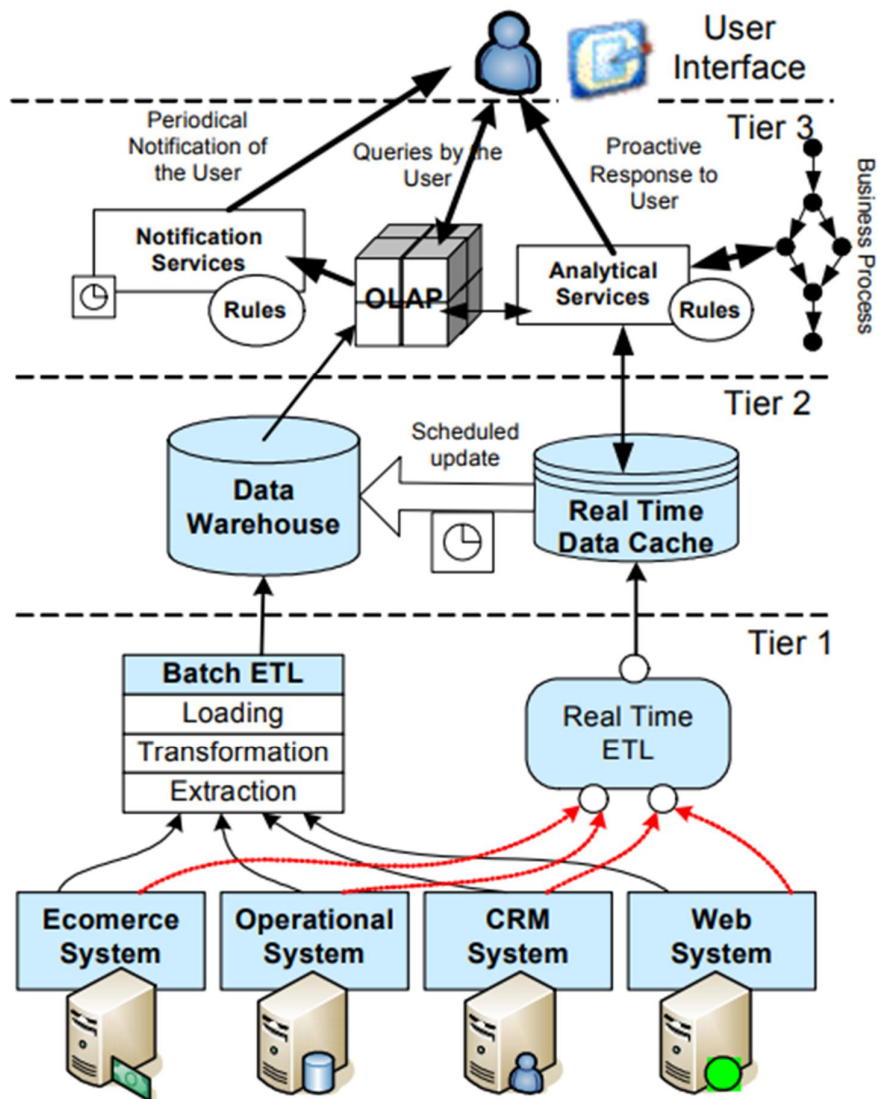 User
Interface
Tier 3
Periodical
Notification of
the User
Queries by the
User
Proactive
Response to
User
Business Process
Notification
Services
Rules
OLAP
Analytical
Services
Rules
Tier 2
Scheduled
update
Data
Warehouse
Real Time
Data Cache
Tier 1
Batch ETL
Loading
Transformation
Extraction
Real Time
ETL
Ecomerce
System
Operational
System
CRM
System
Web
System